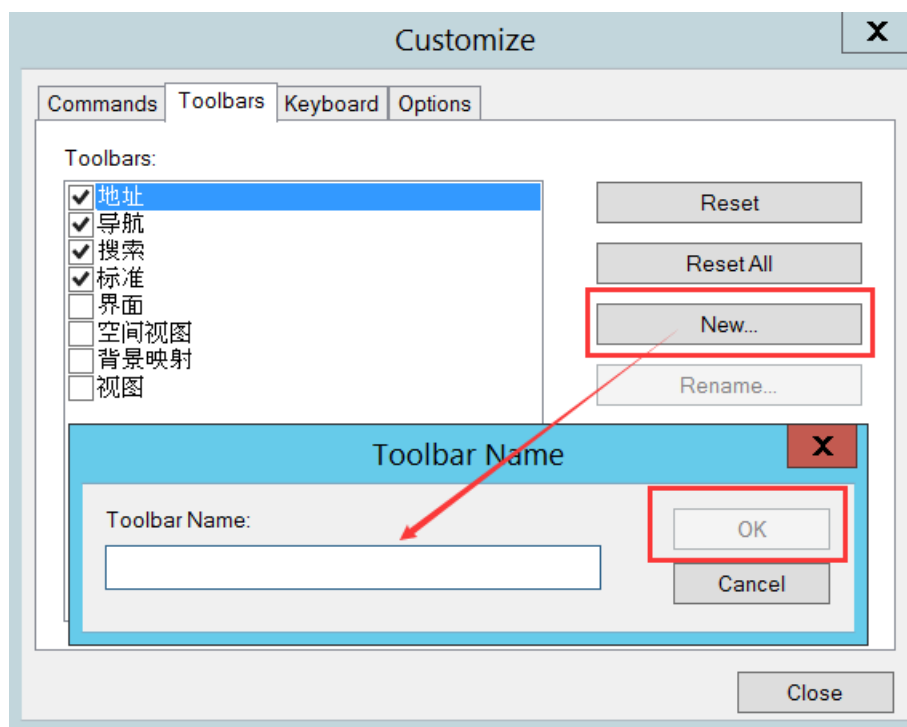 Customize
X
Commands Toolbars Keyboard Options
Toolbars:
地址
导航
搜索
标准
界面
空间视图
背景映射
视图
Reset
Reset All
New...
Rename...
Toolbar Name
X
Toolbar Name:
OK
Cancel
Close